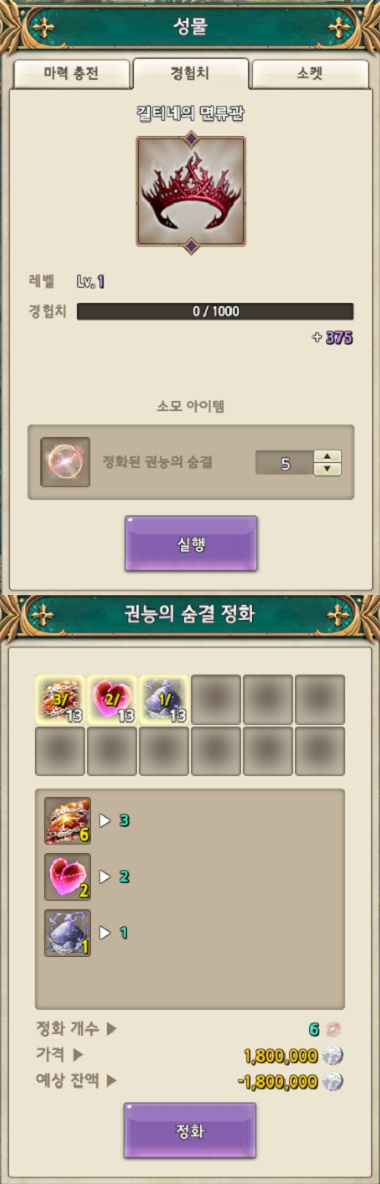 성물
마력 충전 경험치 소켓
길티네의 면류관
레벨 Lv.1
경험치 0 / 1000
+ 375
소모 아이템
정화된 권능의 숨결 5
실행
권능의 숨결 정화
3/ 13 2/ 13 1/ 13
6 3
2 2
1 1
정화 개수 ▶ 6
가격 ▶ 1,800,000
예상 잔액 ▶ -1,800,000
정화